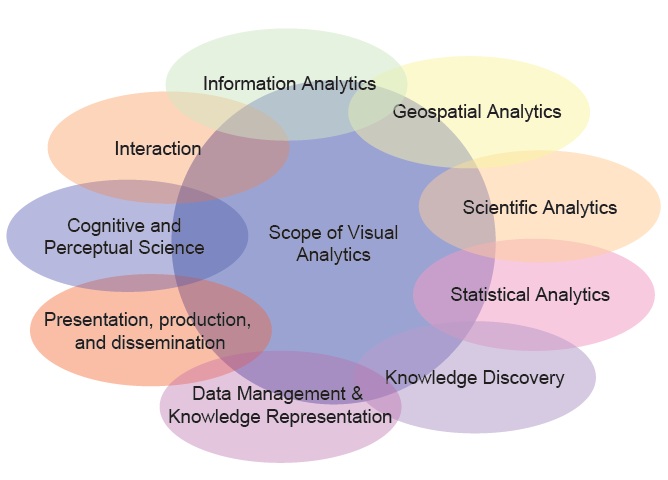 Information Analytics
Geospatial Analytics
Interaction
Scientific Analytics
Cognitive and
Perceptual Science
Scope of Visual
Analytics
Statistical Analytics
Presentation, production,
and dissemination
Knowledge Discovery
Data Management &
Knowledge Representation